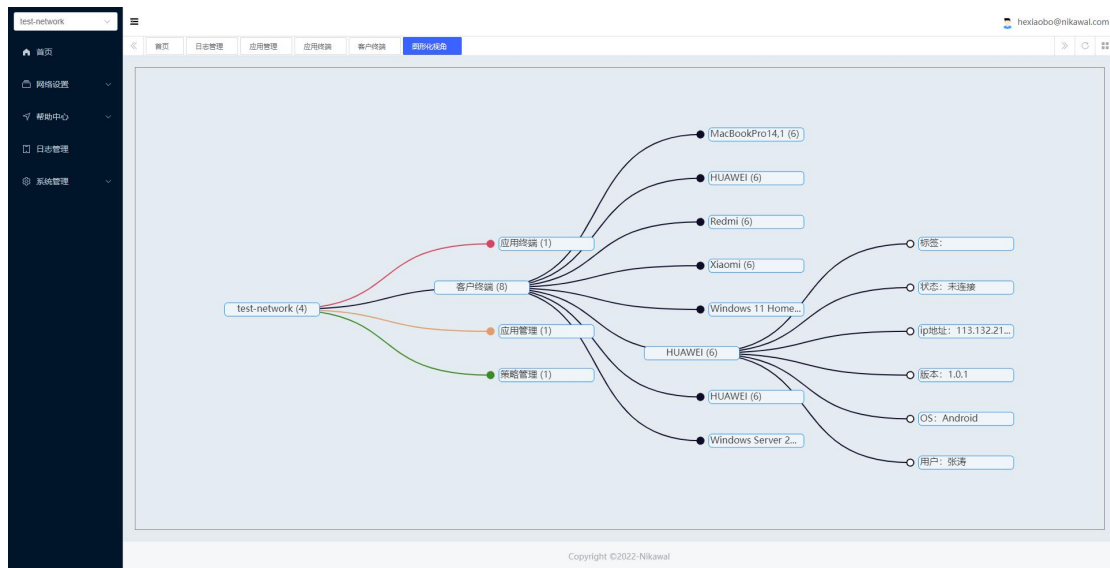 test-network
hexiaobo@nikawal.com
首页
日志管理
应用管理
应用终端
客户终端
图形化视角
首页
网络设置
帮助中心
日志管理
系统管理
MacBookPro14,1 (6)
HUAWEI (6)
Redmi (6)
应用终端 (1)
标签:
Xiaomi (6)
客户终端 (8)
状态: 未连接
test-network (4)
Windows 11 Home...
应用管理 (1)
ip地址: 113.132.21...
HUAWEI (6)
策略管理 (1)
版本: 1.0.1
HUAWEI (6)
OS: Android
Windows Server 2...
用户: 张涛
Copyright ©2022-Nikawal